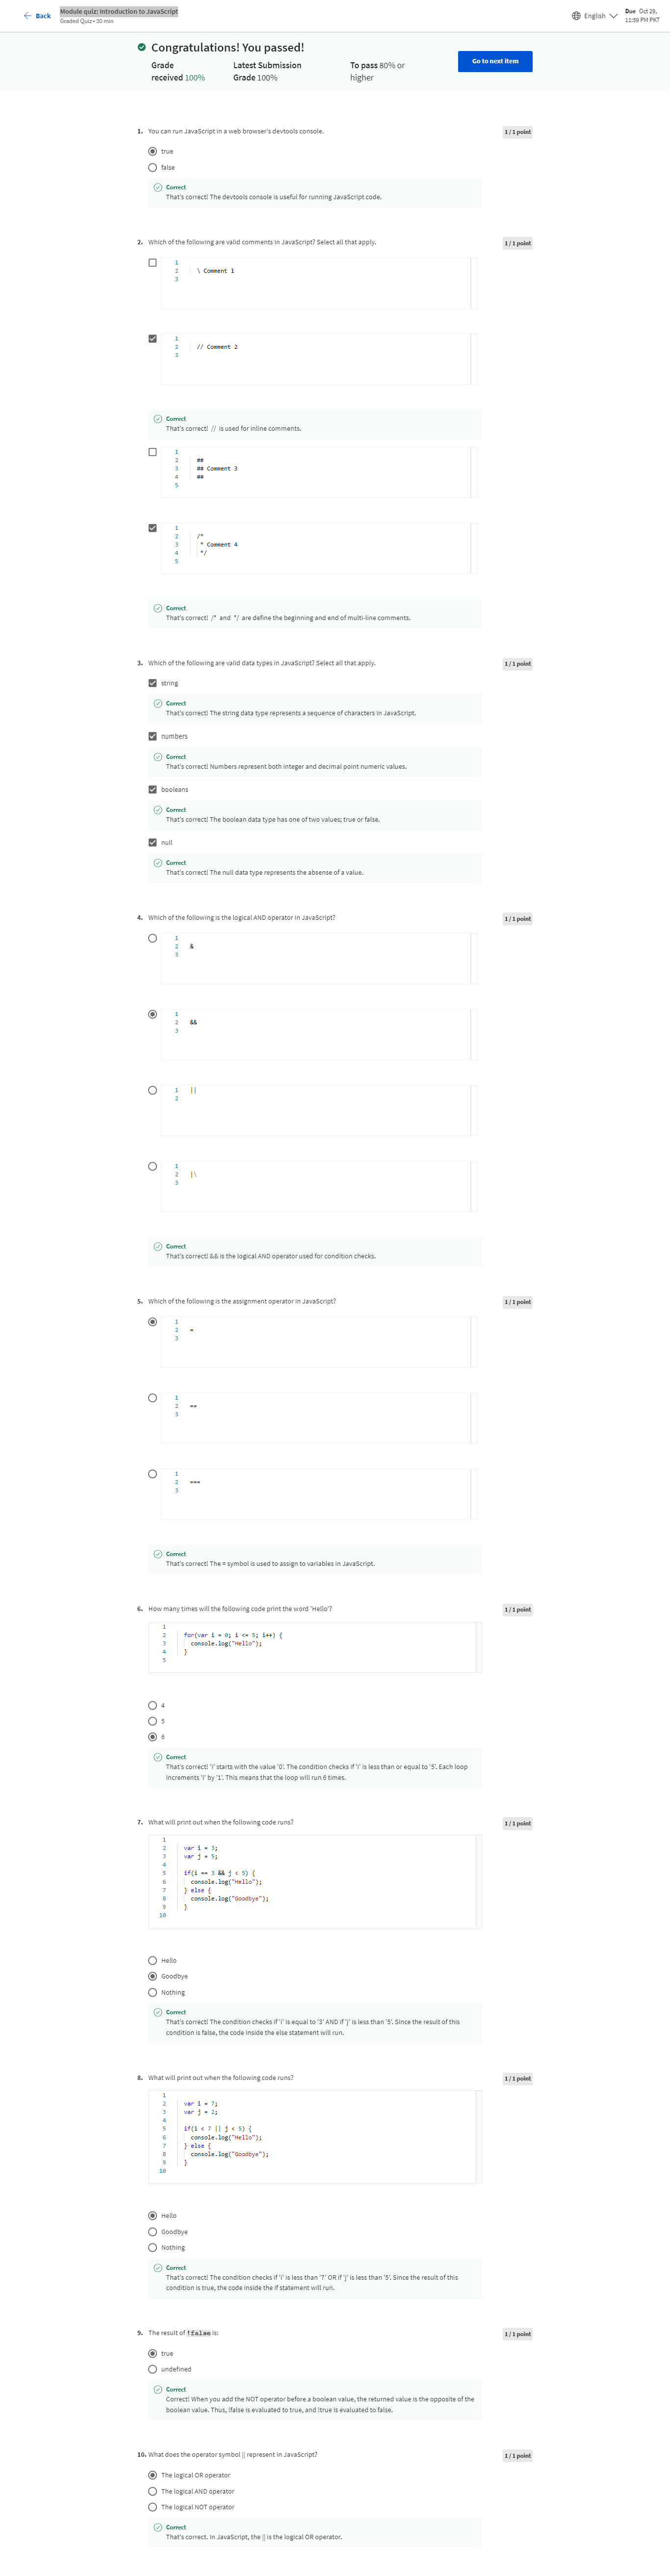 Back
Module quiz: Introduction to JavaScript
Graded Quiz • 30 min
English
Due Oct 29,
11:59 PM PKT
Congratulations! You passed!
Grade
received 100%
Latest Submission
Grade 100%
To pass 80% or
higher
Go to next item
1. You can run JavaScript in a web browser's devtools console.
1 / 1 point
true
false
Correct
That's correct! The devtools console is useful for running JavaScript code.
2. Which of the following are valid comments in JavaScript? Select all that apply.
1 / 1 point
1
2 \ Comment 1
3
1
2 // Comment 2
3
Correct
That's correct! // is used for inline comments.
1
2 ##
3 ## Comment 3
4 ##
5
1
2 /*
3 * Comment 4
4 */
5
Correct
That's correct! /* and */ are define the beginning and end of multi-line comments.
3. Which of the following are valid data types in JavaScript? Select all that apply.
1 / 1 point
string
Correct
That's correct! The string data type represents a sequence of characters in JavaScript.
numbers
Correct
That's correct! Numbers represent both integer and decimal point numeric values.
booleans
Correct
That's correct! The boolean data type has one of two values; true or false.
null
Correct
That's correct! The null data type represents the absense of a value.
4. Which of the following is the logical AND operator in JavaScript?
1 / 1 point
1
2 &
3
1
2 &&
3
1 ||
2
1
2 |\
3
Correct
That's correct! && is the logical AND operator used for condition checks.
5. Which of the following is the assignment operator in JavaScript?
1 / 1 point
1
2 =
3
1
2 ==
3
1
2 ===
3
Correct
That's correct! The = symbol is used to assign to variables in JavaScript.
6. How many times will the following code print the word 'Hello'?
1 / 1 point
1
2 for(var i = 0; i <= 5; i++) {
3 console.log("Hello");
4 }
5
4
5
6
Correct
That's correct! 'i' starts with the value '0'. The condition checks if 'i' is less than or equal to '5'. Each loop
increments 'i' by '1'. This means that the loop will run 6 times.
7. What will print out when the following code runs?
1 / 1 point
1
2 var i = 3;
3 var j = 5;
4
5 if(i == 3 && j < 5) {
6 console.log("Hello");
7 } else {
8 console.log("Goodbye");
9 }
10
Hello
Goodbye
Nothing
Correct
That's correct! The condition checks if 'i' is equal to '3' AND if 'j' is less than '5'. Since the result of this
condition is false, the code inside the else statement will run.
8. What will print out when the following code runs?
1 / 1 point
1
2 var i = 7;
3 var j = 2;
4
5 if(i < 7 || j < 5) {
6 console.log("Hello");
7 } else {
8 console.log("Goodbye");
9 }
10
Hello
Goodbye
Nothing
Correct
That's correct! The condition checks if 'i' is less than '7' OR if 'j' is less than '5'. Since the result of this
condition is true, the code inside the if statement will run.
9. The result of !false is:
1 / 1 point
true
undefined
Correct
Correct! When you add the NOT operator before a boolean value, the returned value is the opposite of the
boolean value. Thus, !false is evaluated to true, and !true is evaluated to false.
10. What does the operator symbol || represent in JavaScript?
1 / 1 point
The logical OR operator
The logical AND operator
The logical NOT operator
Correct
That's correct. In JavaScript, the || is the logical OR operator.